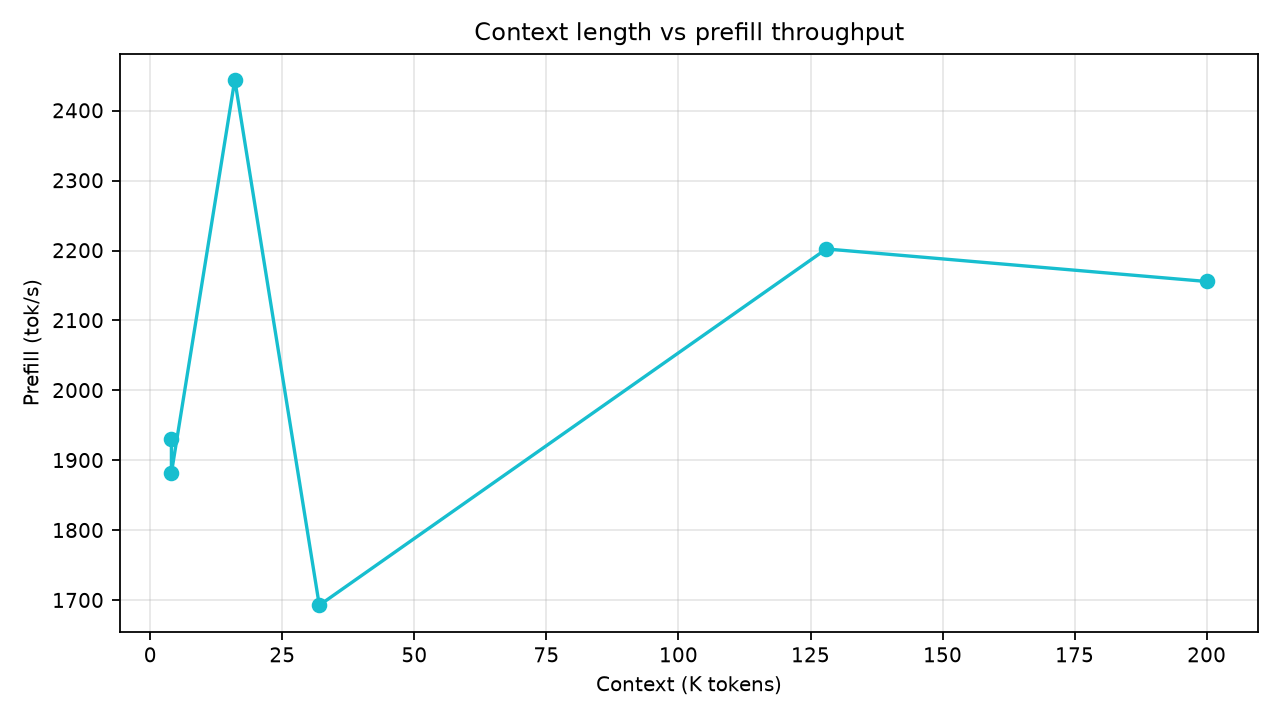 Context length vs prefill throughput
2400
2300
2200
2100
2000
1900
1800
1700
Prefill (tok/s)
0 25 50 75 100 125 150 175 200
Context (K tokens)